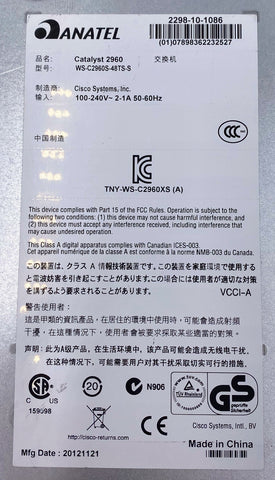 ANATEL
2298-10-1086
(01)07898362232527
品名: Catalyst 2960 交换机
型号: WS-C2960S-48TS-S
制造商: Cisco Systems, Inc.
输入: 100-240V~ 2-1A 50-60Hz
中国制造
CCC
TNY-WS-C2960XS (A)
This device complies with Part 15 of the FCC Rules. Operation is subject to the
following two conditions: (1) this device may not cause harmful interference, and
(2) this device must accept any interference received, including interference that
may cause undesired operation.
This Class A digital apparatus complies with Canadian ICES-003.
Cet appareil numérique de la class A est conforme à la norme NMB-003 du Canada.
この装置は、クラス A 情報技術装置です。この装置を家庭環境で使用す
ると電波妨害を引き起こすことがあります。この場合には使用者が適切な対策
を講ずるよう要求されることがあります。
VCCI-A
警告使用者:
這是甲類的資訊產品，在居住的環境中使用時，可能會造成射頻
干擾，在這種情況下，使用者會被要求採取某些適當的對策。
声明: 此为A级产品，在生活环境中，该产品可能会造成无线电干扰。
在这种情况下，可能需要用户对其干扰采取切实可行的措施。
159598
20
N906
TÜVRheinland
geprüfte
Sicherheit
GS
http://cisco-returns.com
Cisco Systems, Intl., BV
Made in China
Mfg Date: 20121121